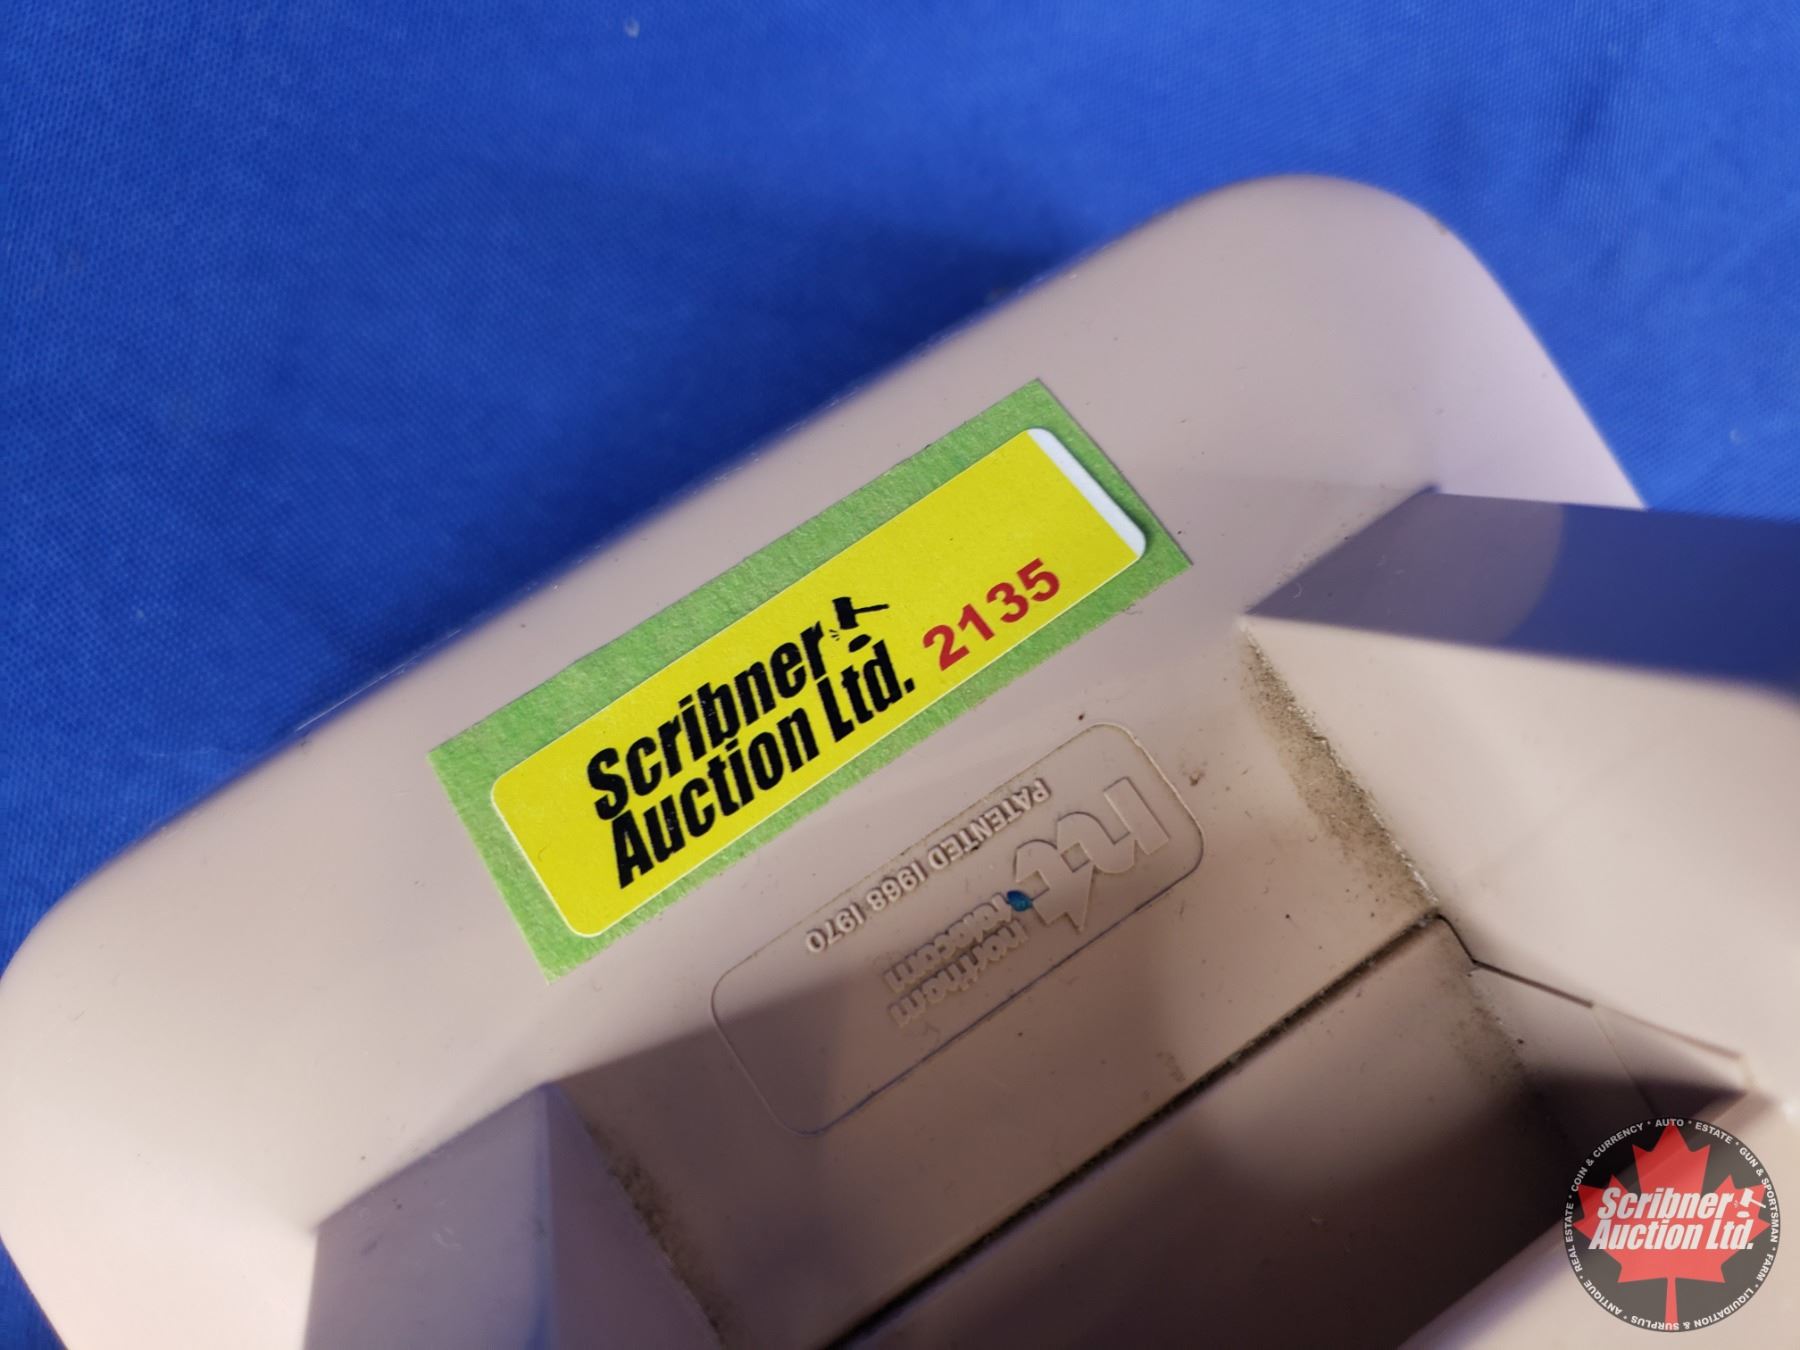 Scribner
Auction Ltd.
2135
nt
northern
telecom
PATENTED 1968 1970
COIN & CURRENCY * AUTO * ESTATE * GUN & SPORTSMAN * FARM * LIQUIDATION & SURPLUS * ANTIQUE * REAL ESTATE *
Scribner
Auction Ltd.